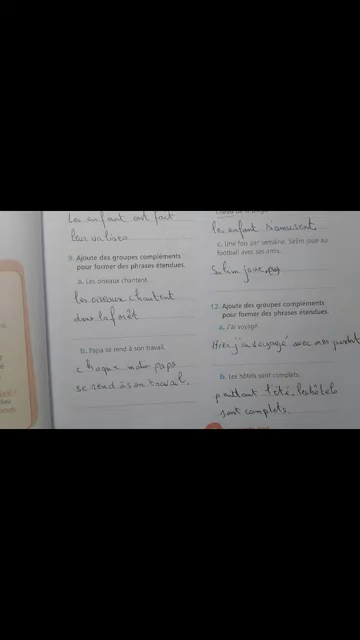 Les enfant ont fait
leur valises
9. Ajoute des groupes compléments
pour former des phrases étendues.
a. Les oiseaux chantent.
les oiseaux chantent
dans la forêt
b. Papa se rend à son travail.
chaque matin papa
se rend à son travail.
les enfant s'amusent.
c. Une fois par semaine, Salim joue au
football avec ses amis.
Salim joue
12. Ajoute des groupes compléments
pour former des phrases étendues.
a. J'ai voyagé
Hier j'ai voyagé avec mes
b. Les hôtels sont complets.
pendant l'été, les hôtels
sont complets.